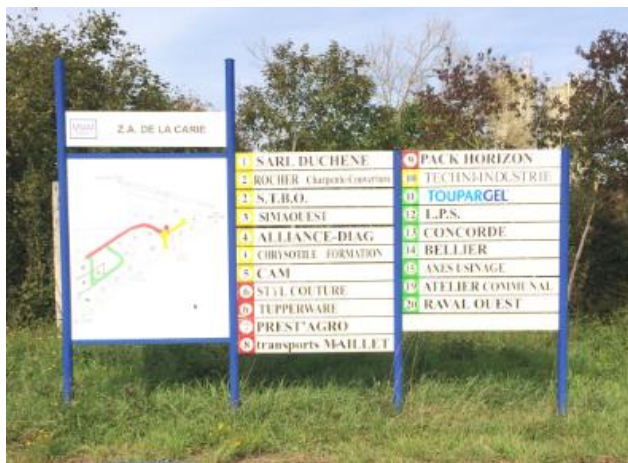 Z.A. DE LA CARIE
1 SARL DUCHENE
2 ROCHER Charpente-Couverture
2 S.T.B.O.
3 SIMAOUEST
4 ALLIANCE-DIAG
4 CHRYSOTILE FORMATION
5 CAM
6 STYL COUTURE
6 TUPPERWARE
7 PREST'AGRO
8 transports MAILLET
9 PACK HORIZON
10 TECHNI-INDUSTRIE
11 TOUPARGEL
12 L.P.S.
13 CONCORDE
14 BELLIER
15 AXES USINAGE
19 ATELIER COMMUNAL
20 RAVAL OUEST